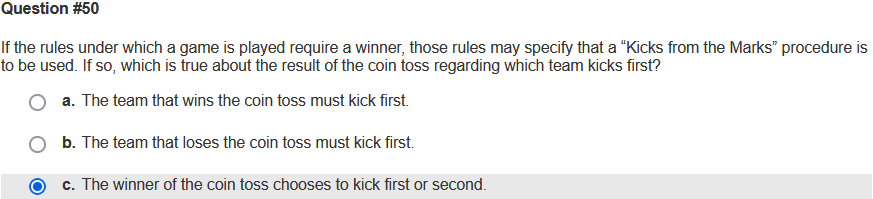 Question #50
If the rules under which a game is played require a winner, those rules may specify that a “Kicks from the Marks” procedure is
to be used. If so, which is true about the result of the coin toss regarding which team kicks first?
a. The team that wins the coin toss must kick first.
b. The team that loses the coin toss must kick first.
c. The winner of the coin toss chooses to kick first or second.